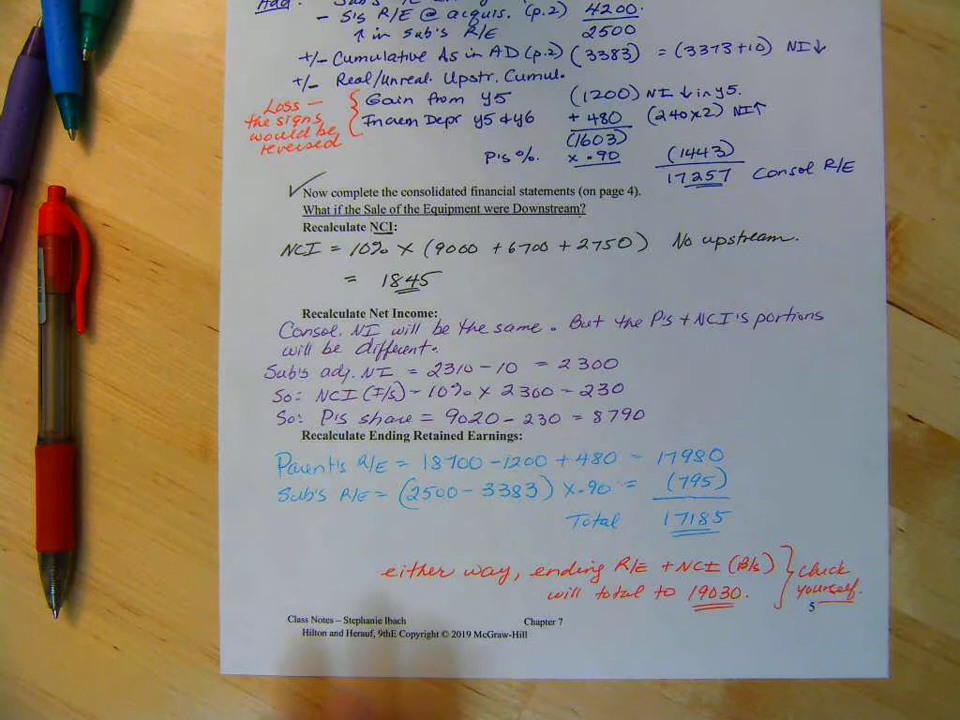 Add:
- S's R/E @ acquis. (p.2) 4200
↑ in Sub's R/E 2500
+/- Cumulative Δs in AD (p.2) (3383) = (3373+10) NI↓
+/- Real/Unreal. Upstr. Cumul.
Loss – the signs would be reversed
Gain from Y5 (1200) NI ↓ in Y5.
Increm Depr Y5 & Y6 + 480 (240x2) NI↑
(1603)
P's %. x .90 (1443)
17257 Consol R/E
✓ Now complete the consolidated financial statements (on page 4).
What if the Sale of the Equipment were Downstream?
Recalculate NCI:
NCI = 10% x (9000 + 6700 + 2750) No upstream.
= 1845
Recalculate Net Income:
Consol. NI will be the same. But the P's + NCI's portions
will be different.
Sub's adj. NI = 2310 - 10 = 2300
So: NCI (I/S) = 10% x 2300 = 230
So: P's share = 9020 - 230 = 8790
Recalculate Ending Retained Earnings:
Parent's R/E = 18700 - 1200 + 480 = 17980
Sub's R/E = (2500 - 3383) x .90 = (795)
Total 17185
either way, ending R/E + NCI (B/S) } check
will total to 19030. yourself.
5
Class Notes – Stephanie Ibach Chapter 7
Hilton and Herauf, 9thE Copyright © 2019 McGraw-Hill